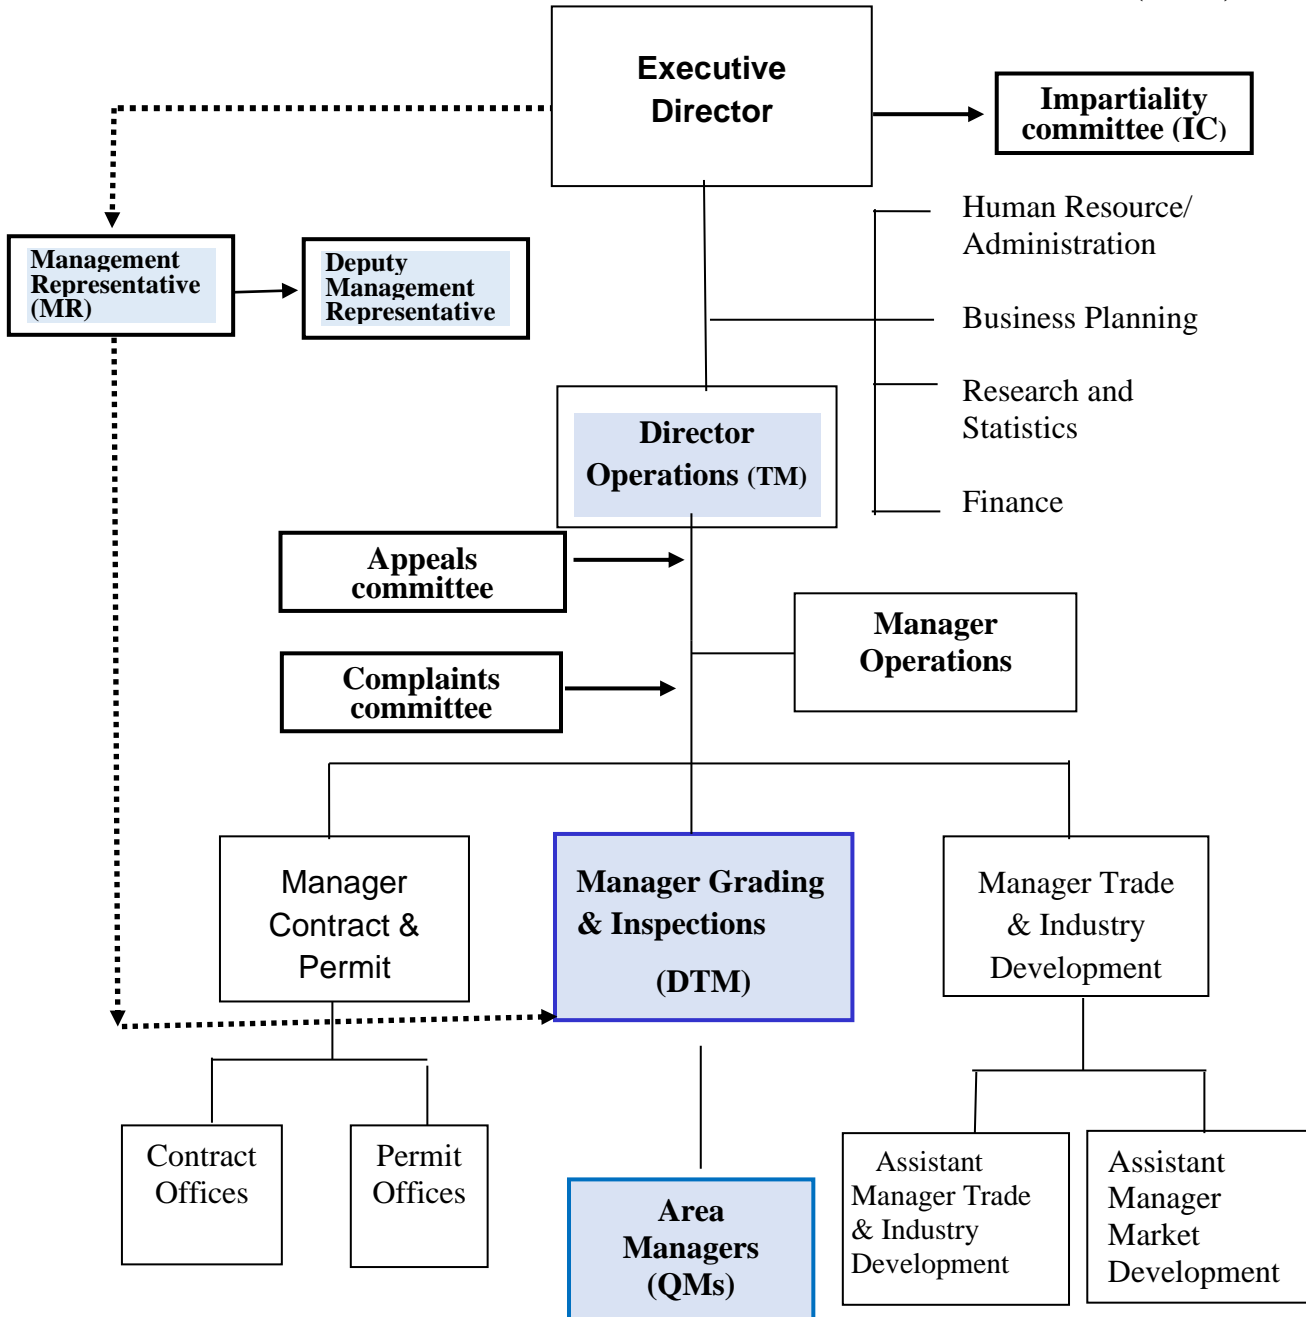 Executive
Director
Impartiality
committee (IC)
Human Resource/
Administration
Management
Representative
(MR)
Deputy
Management
Representative
Business Planning
Research and
Statistics
Director
Operations (TM)
Finance
Appeals
committee
Manager
Operations
Complaints
committee
Manager
Contract &
Permit
Manager Grading
& Inspections
(DTM)
Manager Trade
& Industry
Development
Contract
Offices
Permit
Offices
Area
Managers
(QMs)
Assistant
Manager Trade
& Industry
Development
Assistant
Manager
Market
Development